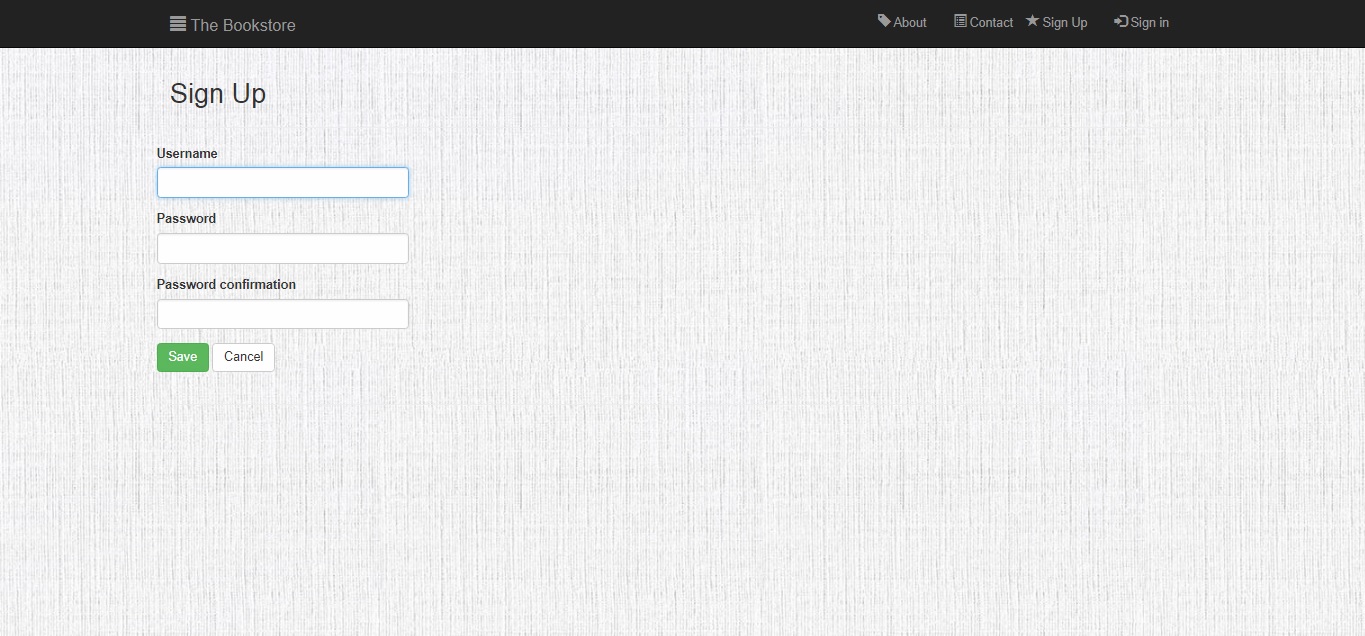 The Bookstore About Contact Sign Up Sign in
Sign Up
Username
Password
Password confirmation
Save Cancel